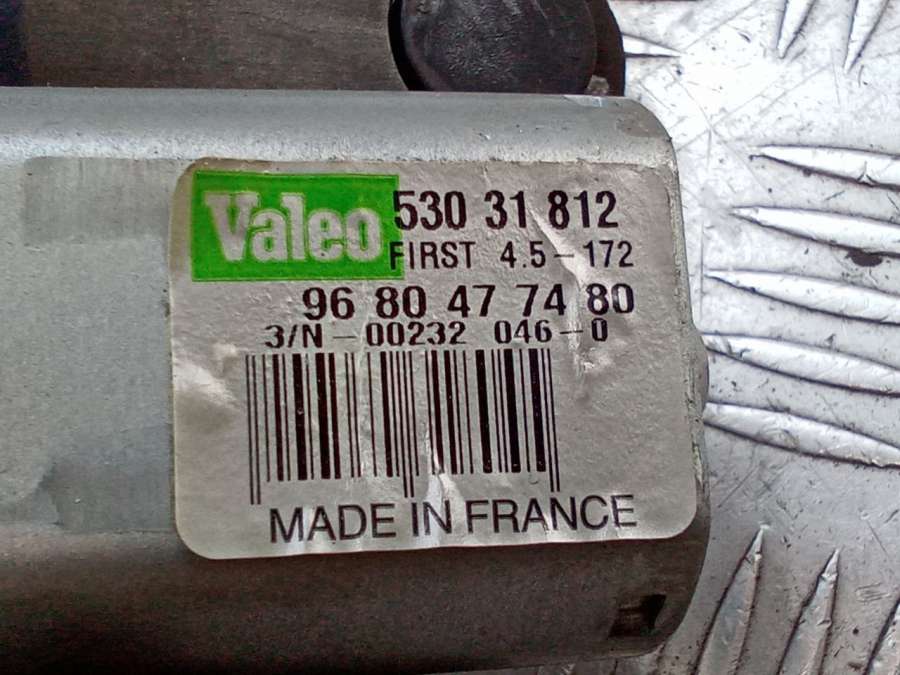 Valeo 530 31 812
FIRST 4.5-172
96 80 47 74 80
3/N-00232 046-0
MADE IN FRANCE